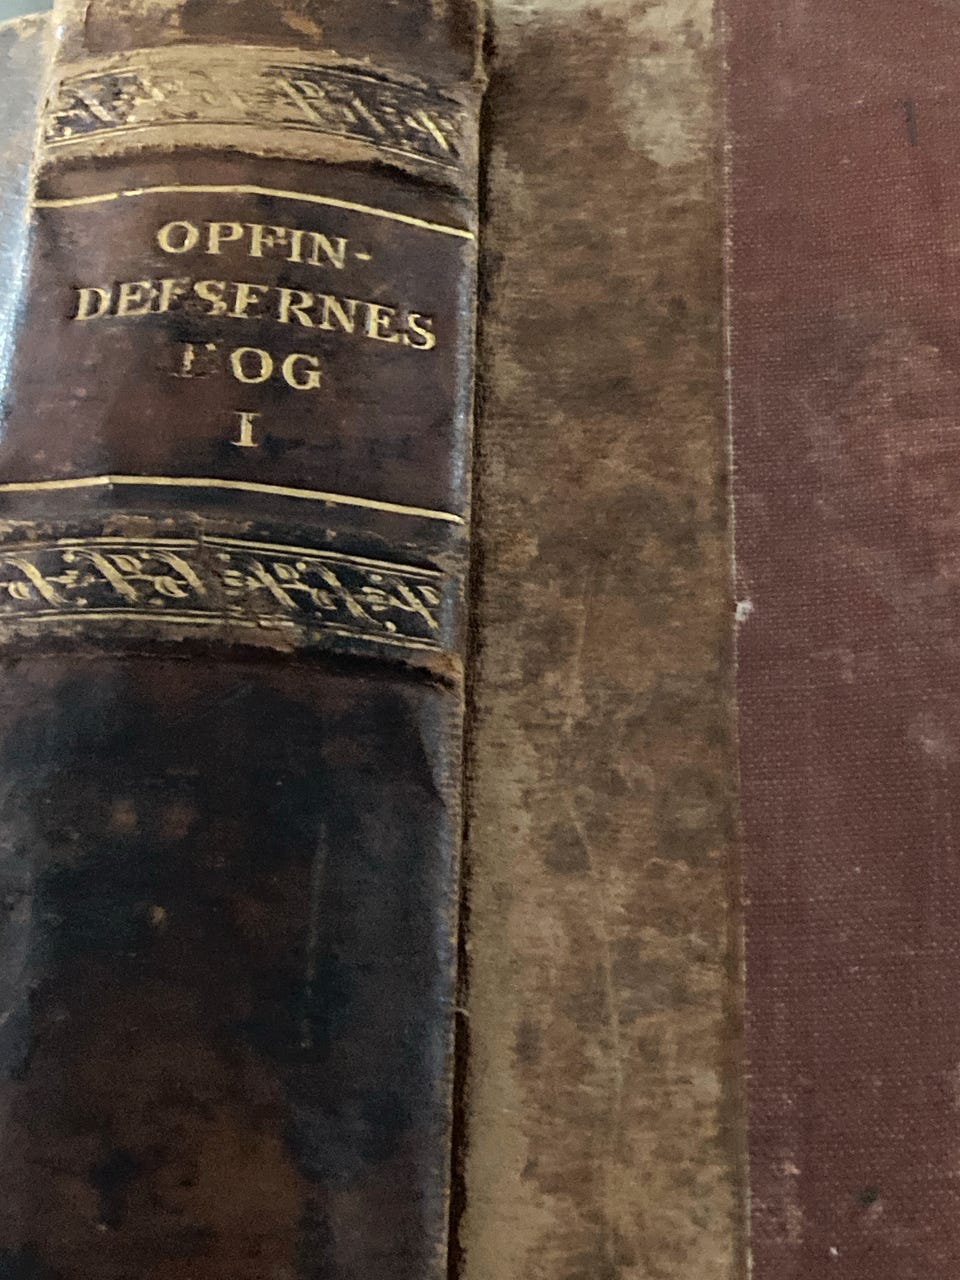 OPFIN-
DELSERNES
BOG
I